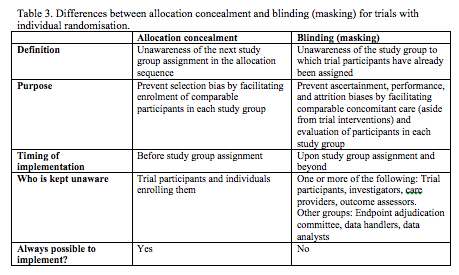 Table 3. Differences between allocation concealment and blinding (masking) for trials with
individual randomisation.
Allocation concealment
Blinding (masking)
Definition
Unawareness of the next study
group assignment in the allocation
sequence
Unawareness of the study group to
which trial participants have already
been assigned
Purpose
Prevent selection bias by facilitating
enrolment of comparable
participants in each study group
Prevent ascertainment, performance,
and attrition biases by facilitating
comparable concomitant care (aside
from trial interventions) and
evaluation of participants in each
study group
Timing of
implementation
Before study group assignment
Upon study group assignment and
beyond
Who is kept unaware
Trial participants and individuals
enrolling them
One or more of the following: Trial
participants, investigators, care
providers, outcome assessors.
Other groups: Endpoint adjudication
committee, data handlers, data
analysts
Always possible to
implement?
Yes
No